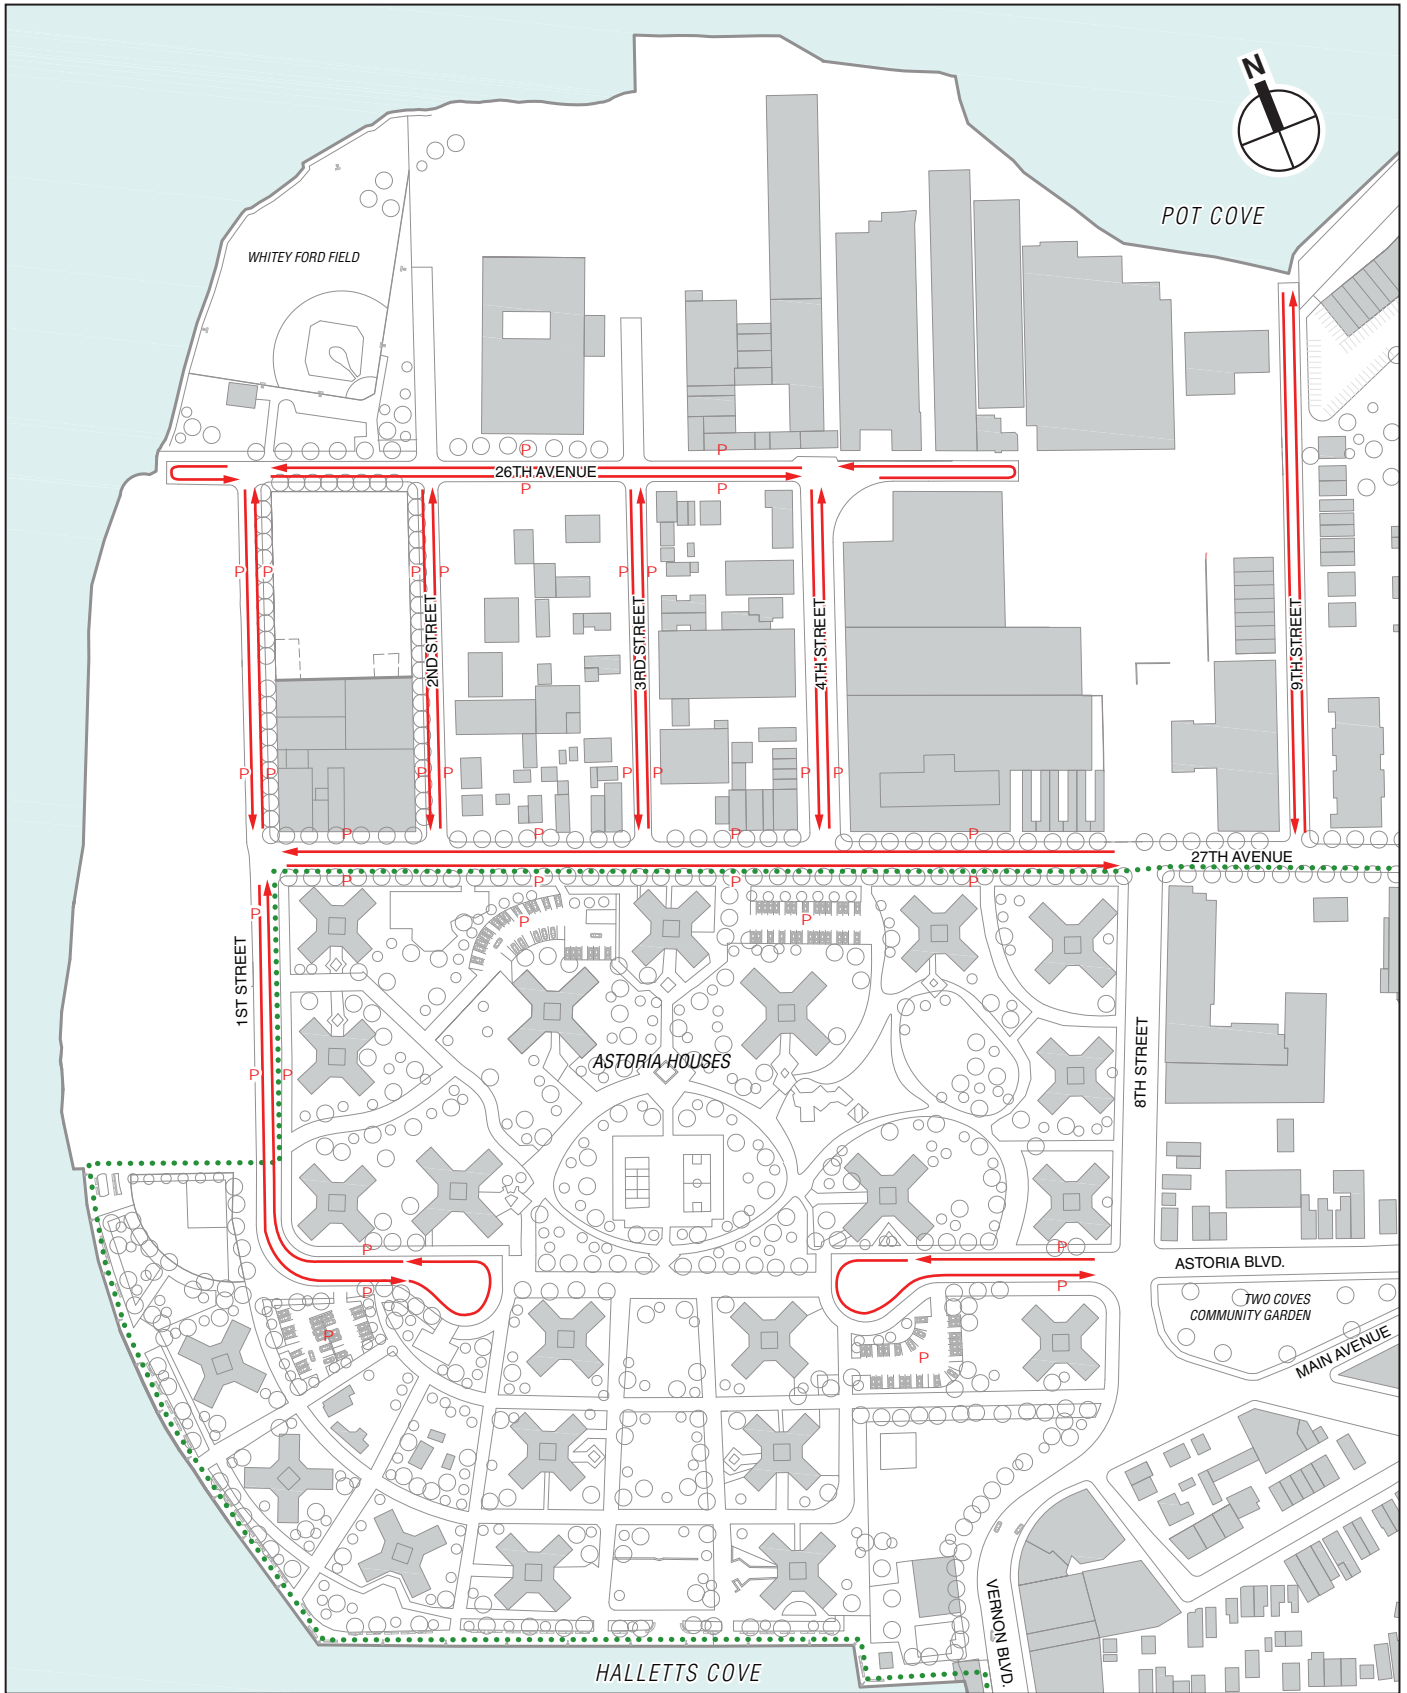 N
POT COVE
WHITEY FORD FIELD
P
P
26TH AVENUE
P
P
P
P
P
P
P
P
2ND STREET
3RD STREET
4TH STREET
9TH STREET
P
P
P
P
P
P
P
P
P
P
P
P
27TH AVENUE
P
P
P
P
P
P
P
1ST STREET
8TH STREET
ASTORIA HOUSES
P
P
P
P
ASTORIA BLVD.
P
P
TWO COVES
COMMUNITY GARDEN
P
MAIN AVENUE
P
VERNON BLVD.
HALLETTS COVE